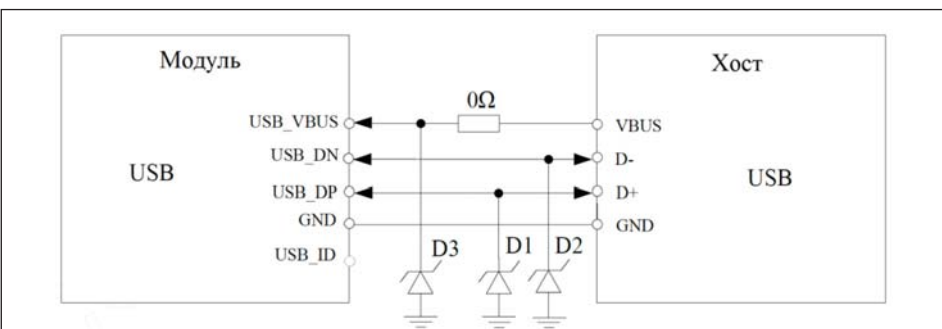 Модуль
Хост
0Ω
USB_VBUS
VBUS
USB_DN
D-
USB
USB
USB_DP
D+
GND
GND
USB_ID
D3
D1
D2